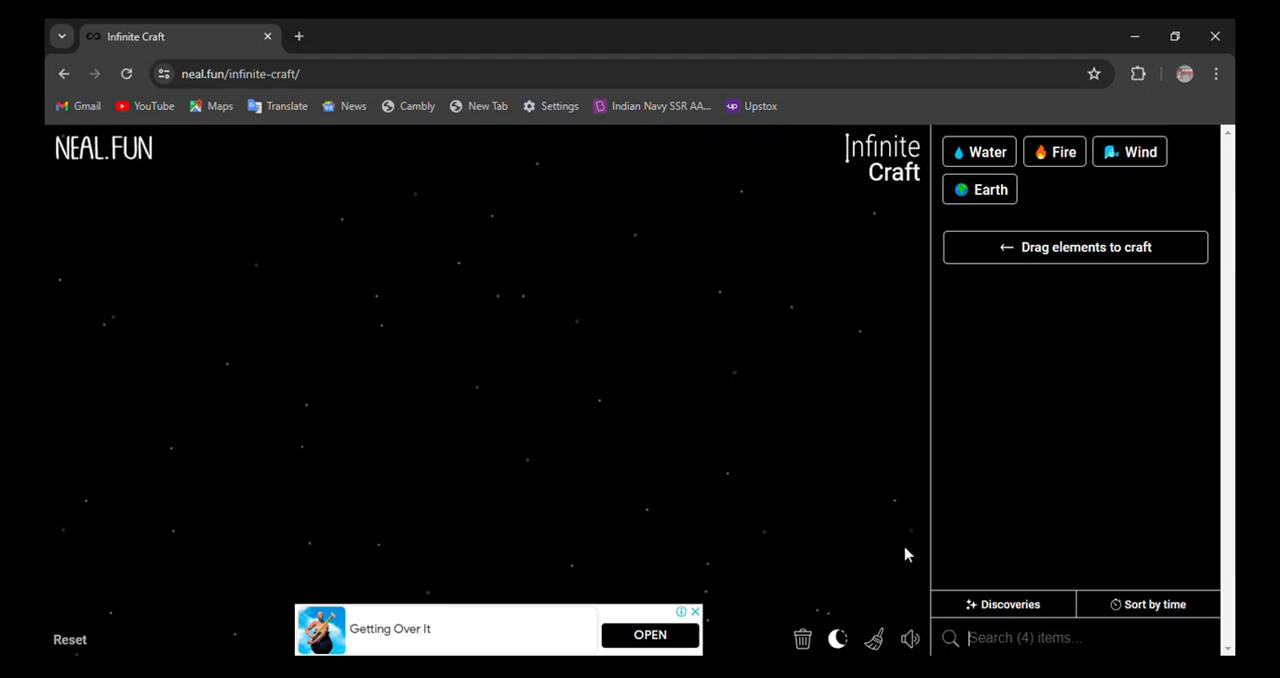 Infinite Craft
neal.fun/infinite-craft/
Gmail YouTube Maps Translate News Cambly New Tab Settings Indian Navy SSR AA... Upstox
NEAL.FUN
Infinite
Craft
Water Fire Wind
Earth
← Drag elements to craft
Discoveries Sort by time
Reset
Getting Over It
OPEN
Search (4) items...